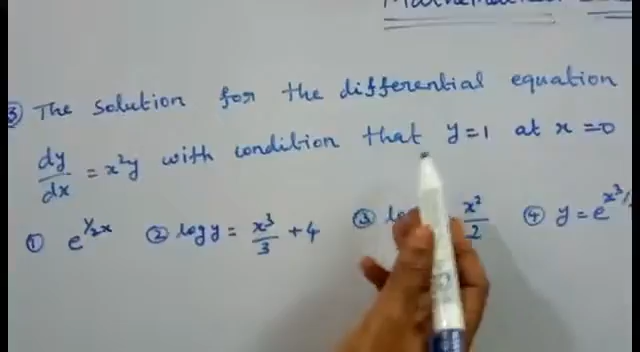 ③ The solution for the differential equation
dy/dx = x²y with condition that y=1 at x=0
① e^1/2x ② log y = x³/3 + 4 ③ x²/2 ④ y = e^x³/